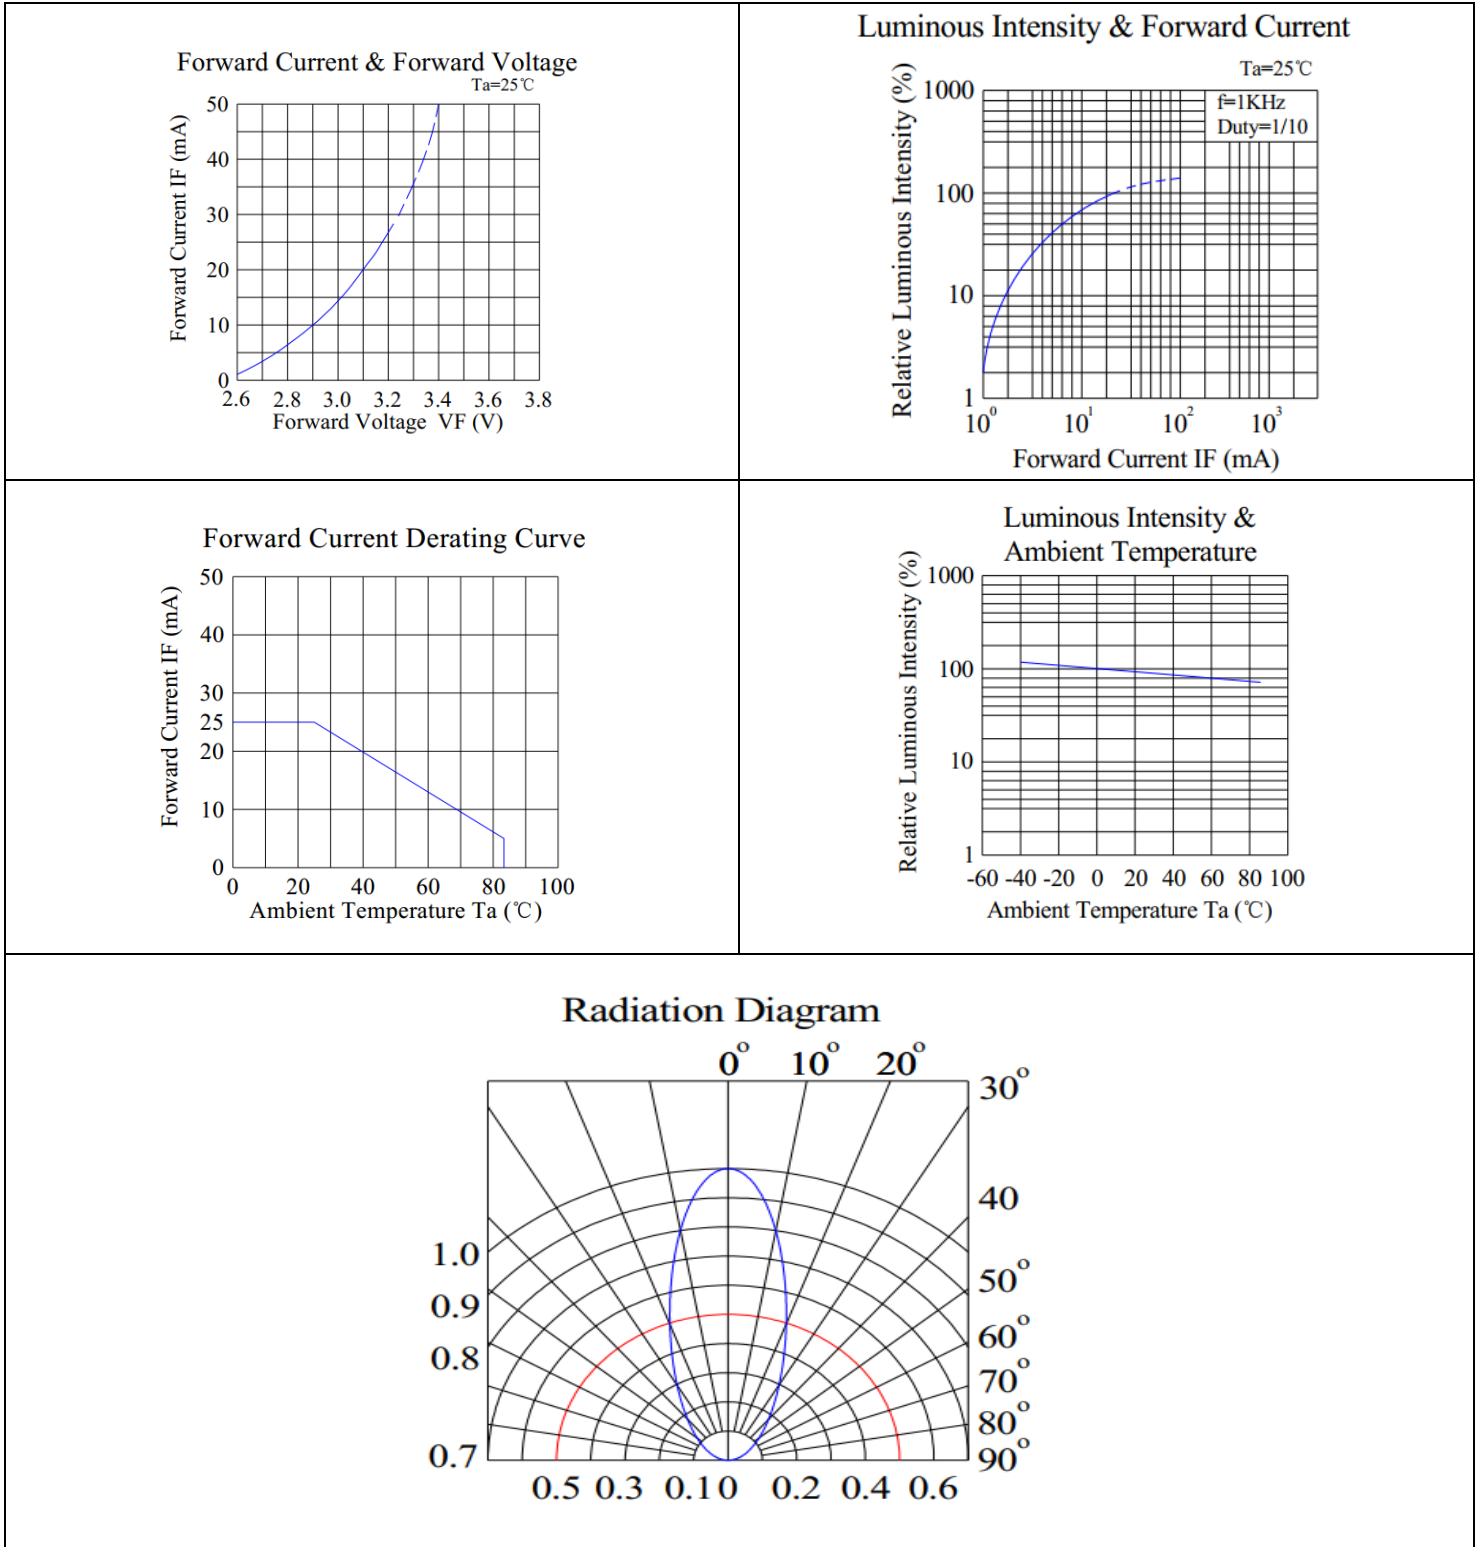 Forward Current & Forward Voltage
Ta=25℃
Forward Current IF (mA)
50
40
30
20
10
0
2.6 2.8 3.0 3.2 3.4 3.6 3.8
Forward Voltage VF (V)
Luminous Intensity & Forward Current
Ta=25℃
f=1KHz
Duty=1/10
Relative Luminous Intensity (%)
1000
100
10
1
10⁰ 10¹ 10² 10³
Forward Current IF (mA)
Forward Current Derating Curve
Forward Current IF (mA)
50
40
30
25
20
10
0
0 20 40 60 80 100
Ambient Temperature Ta (℃)
Luminous Intensity &
Ambient Temperature
Relative Luminous Intensity (%)
1000
100
10
1
-60 -40 -20 0 20 40 60 80 100
Ambient Temperature Ta (℃)
Radiation Diagram
0° 10° 20°
30°
40
50°
60°
70°
80°
90°
1.0
0.9
0.8
0.7
0.5 0.3 0.1 0 0.2 0.4 0.6